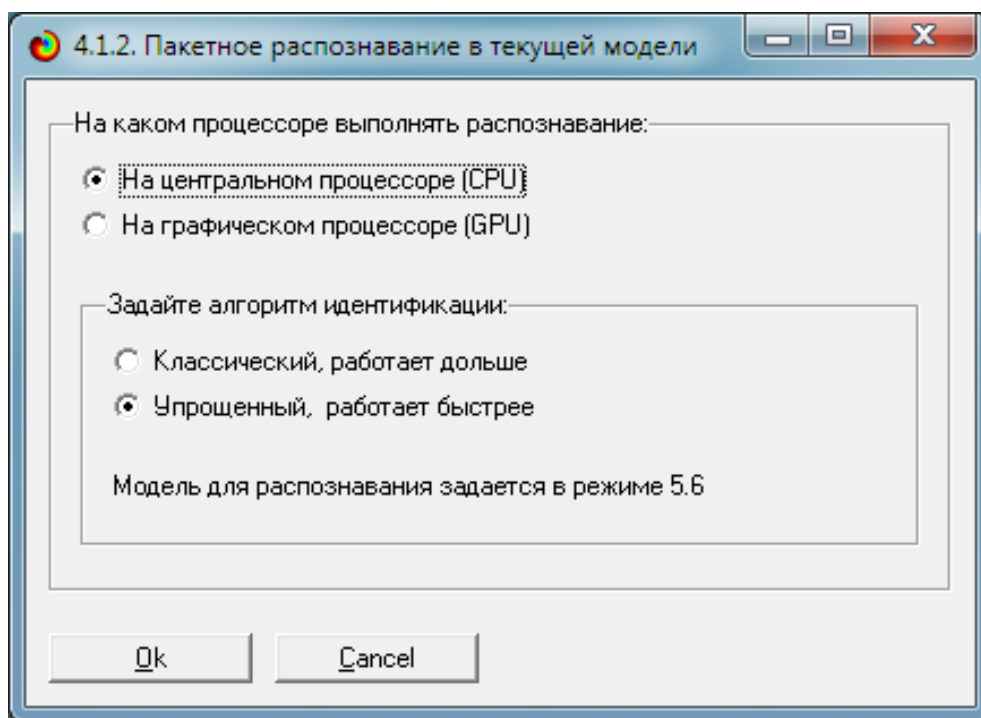 4.1.2. Пакетное распознавание в текущей модели
На каком процессоре выполнять распознавание:
На центральном процессоре (CPU)
На графическом процессоре (GPU)
Задайте алгоритм идентификации:
Классический, работает дольше
Упрощенный, работает быстрее
Модель для распознавания задается в режиме 5.6
Ok Cancel